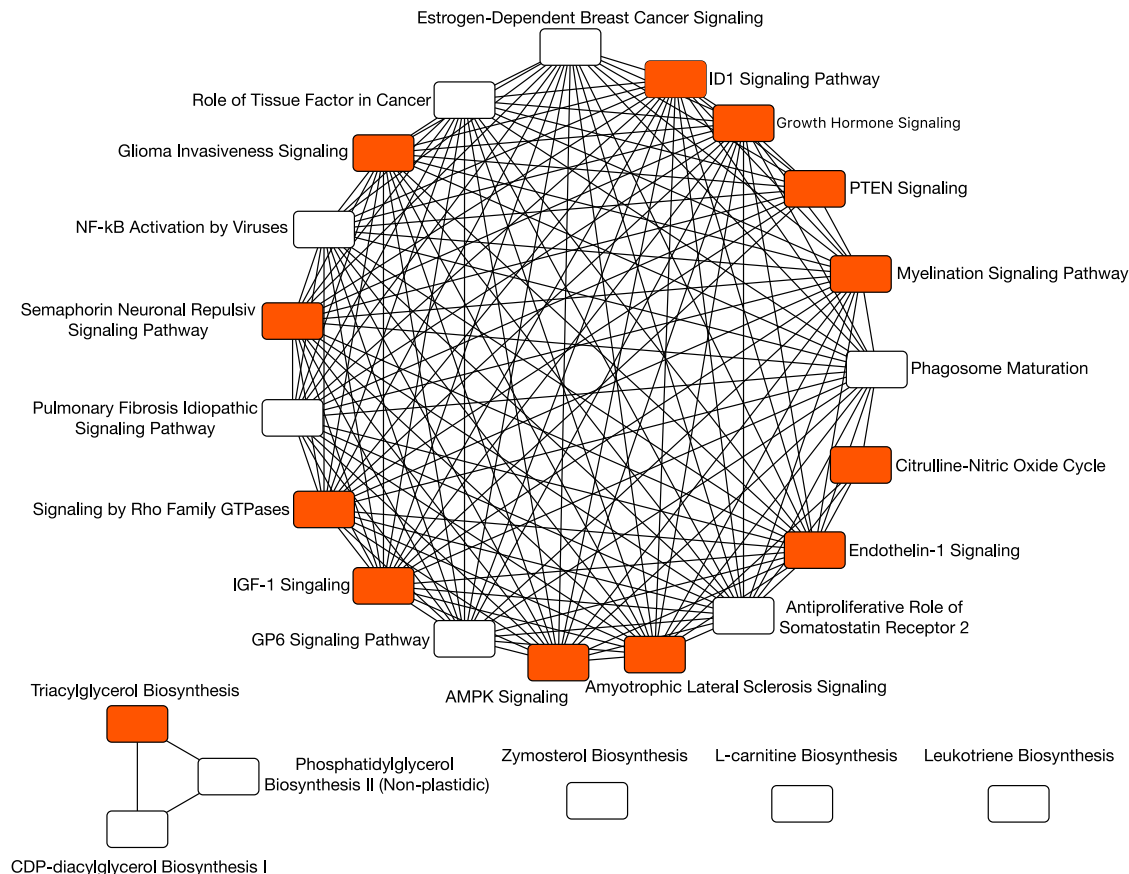 Estrogen-Dependent Breast Cancer Signaling
ID1 Signaling Pathway
Role of Tissue Factor in Cancer
Growth Hormone Signaling
Glioma Invasiveness Signaling
PTEN Signaling
NF-kB Activation by Viruses
Myelination Signaling Pathway
Semaphorin Neuronal Repulsiv
Signaling Pathway
Phagosome Maturation
Pulmonary Fibrosis Idiopathic
Signaling Pathway
Citrulline-Nitric Oxide Cycle
Signaling by Rho Family GTPases
Endothelin-1 Signaling
IGF-1 Singaling
Antiproliferative Role of
Somatostatin Receptor 2
GP6 Signaling Pathway
Amyotrophic Lateral Sclerosis Signaling
AMPK Signaling
Triacylglycerol Biosynthesis
Phosphatidylglycerol
Biosynthesis II (Non-plastidic)
CDP-diacylglycerol Biosynthesis I
Zymosterol Biosynthesis
L-carnitine Biosynthesis
Leukotriene Biosynthesis